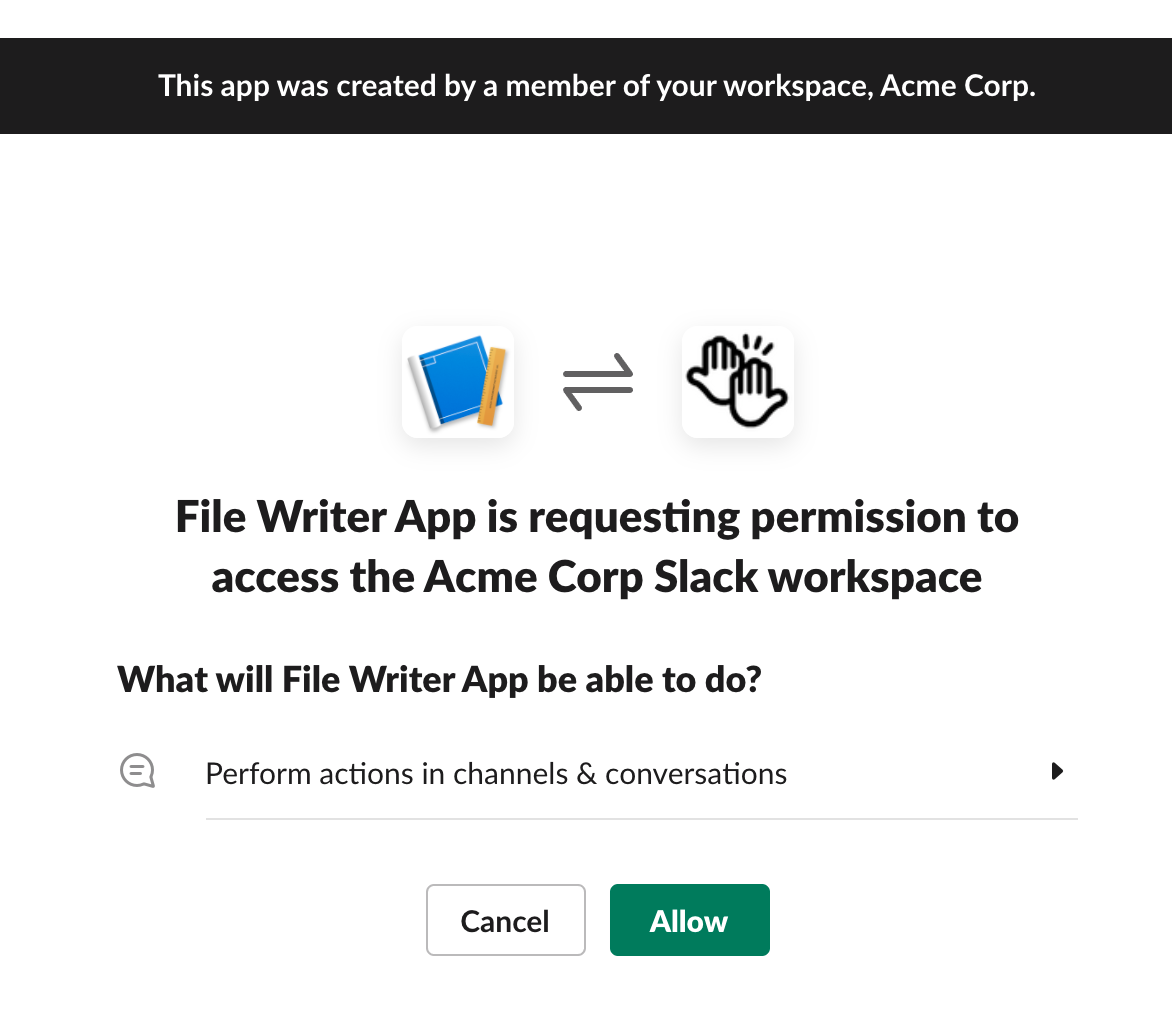 This app was created by a member of your workspace, Acme Corp.
File Writer App is requesting permission to
access the Acme Corp Slack workspace
What will File Writer App be able to do?
Perform actions in channels & conversations
Cancel
Allow